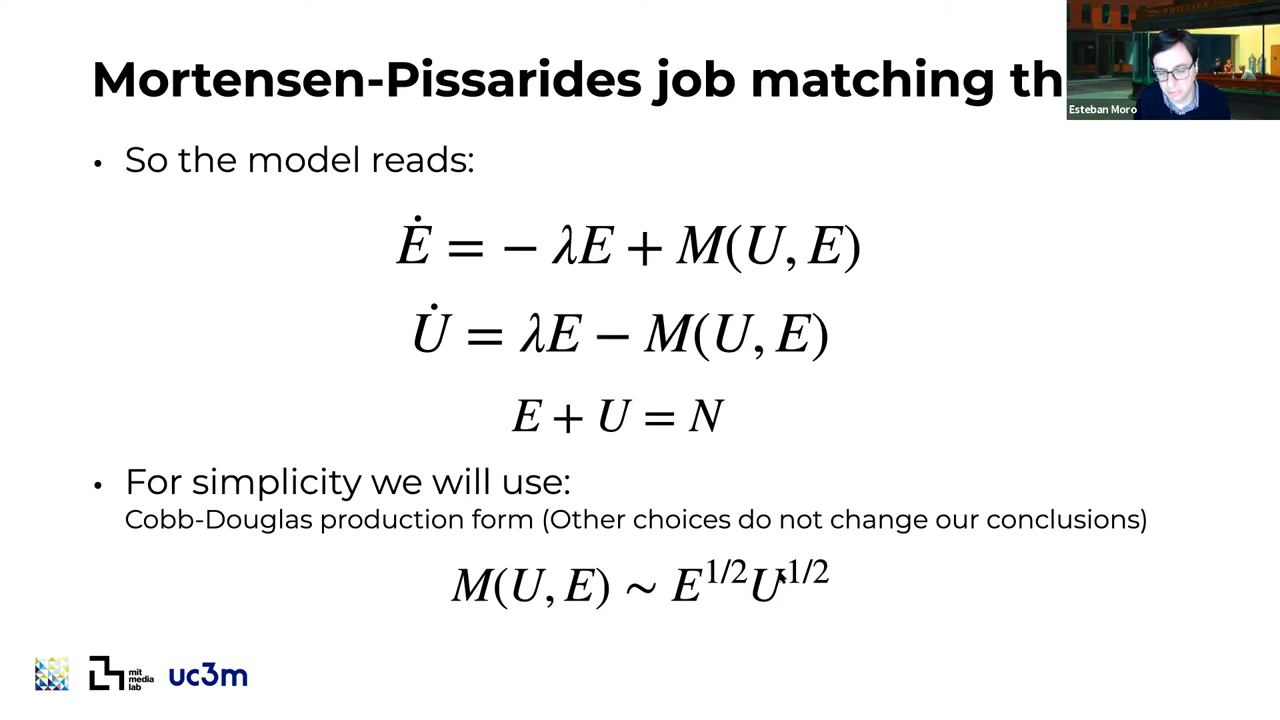 Mortensen-Pissarides job matching th
Esteban Moro
• So the model reads:
Ė = − λE + M(U, E)
U̇ = λE − M(U, E)
E + U = N
• For simplicity we will use:
Cobb-Douglas production form (Other choices do not change our conclusions)
M(U, E) ∼ E^{1/2}U^{1/2}
mit
media
lab
uc3m